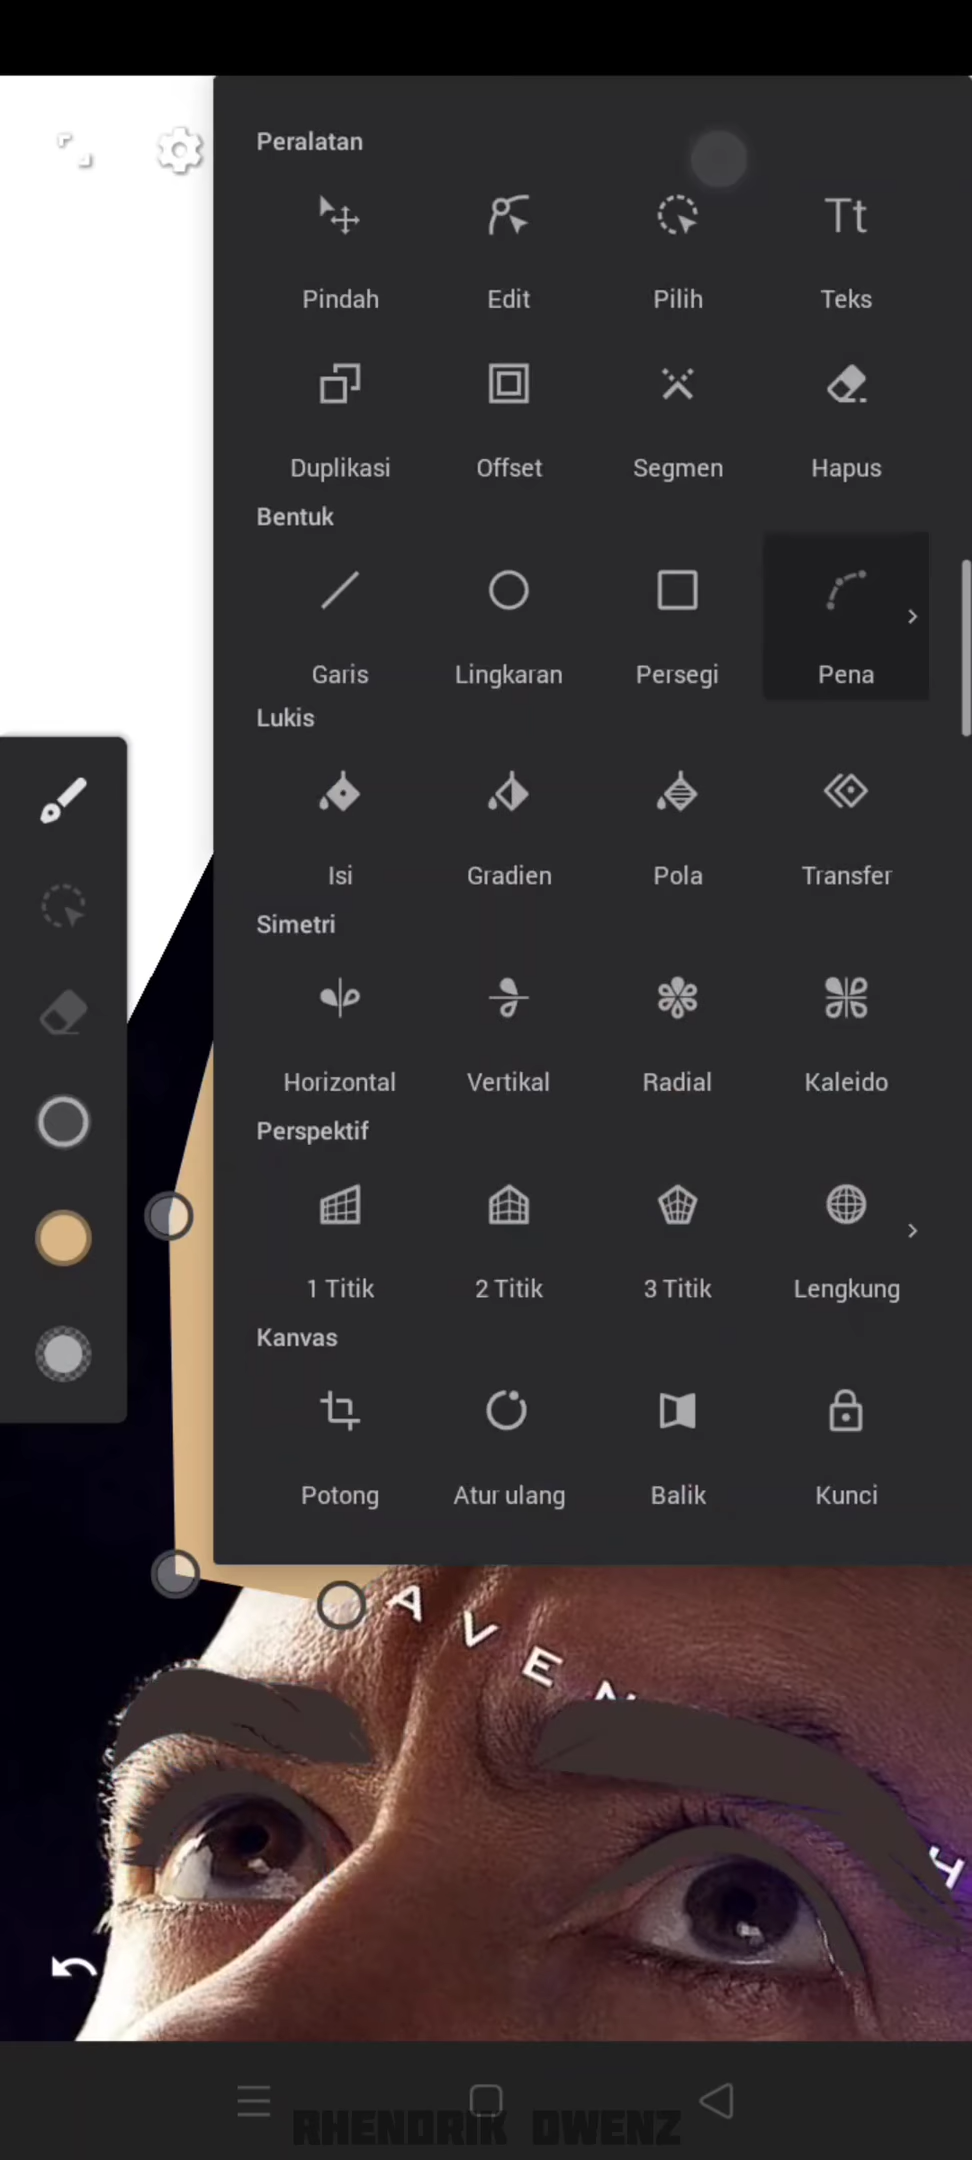 Peralatan
Pindah Edit Pilih Tt Teks
Duplikasi Offset Segmen Hapus
Bentuk
Garis Lingkaran Persegi Pena
Lukis
Isi Gradien Pola Transfer
Simetri
Horizontal Vertikal Radial Kaleido
Perspektif
1 Titik 2 Titik 3 Titik Lengkung
Kanvas
Potong Atur ulang Balik Kunci
A V E N
H
RHENDRIK OWENZ